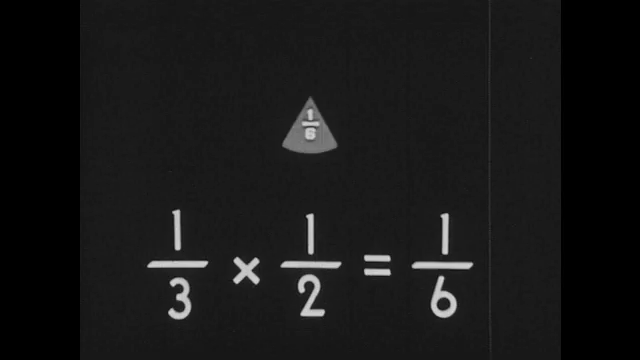 1/6
1/3 × 1/2 = 1/6